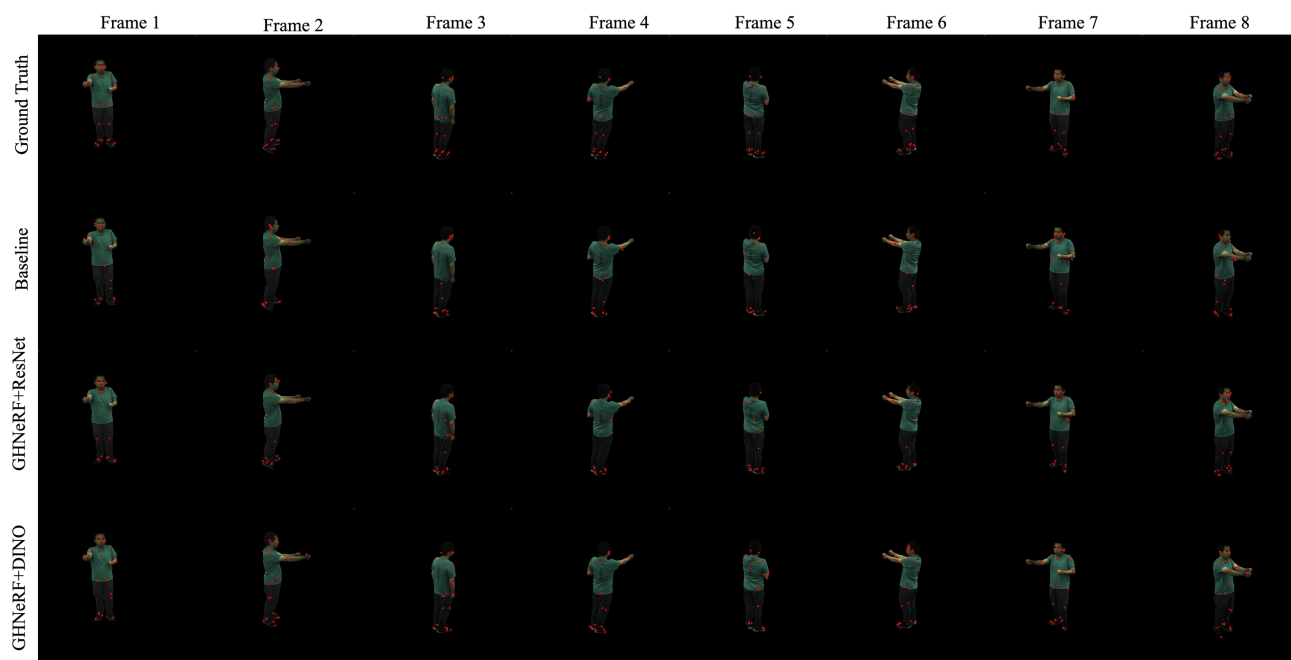 Frame 1
Frame 2
Frame 3
Frame 4
Frame 5
Frame 6
Frame 7
Frame 8
Ground Truth
Baseline
GHNeRF+ResNet
GHNeRF+DINO